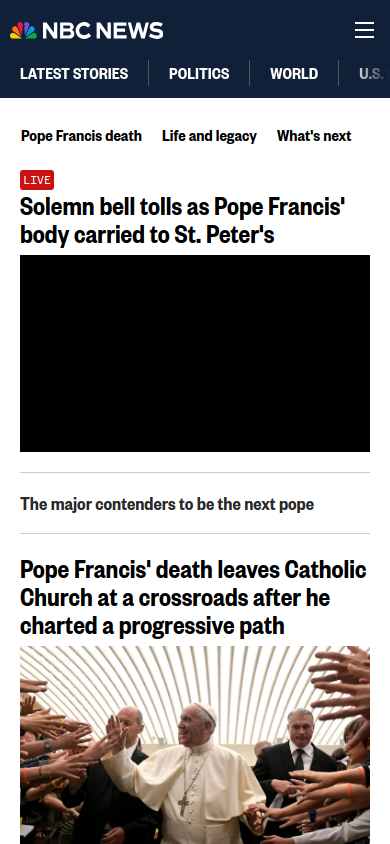 NBC NEWS
LATEST STORIES POLITICS WORLD U.S.
Pope Francis death Life and legacy What's next
LIVE
Solemn bell tolls as Pope Francis'
body carried to St. Peter's
The major contenders to be the next pope
Pope Francis' death leaves Catholic
Church at a crossroads after he
charted a progressive path